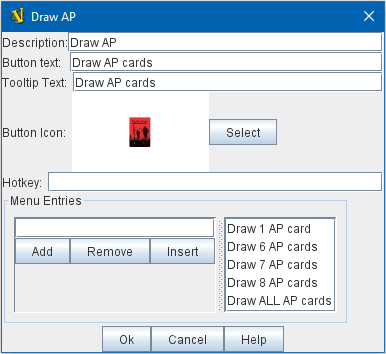 Draw AP
Description: Draw AP
Button text: Draw AP cards
Tooltip Text: Draw AP cards
Button Icon: Select
Hotkey:
Menu Entries
Add Remove Insert
Draw 1 AP card
Draw 6 AP cards
Draw 7 AP cards
Draw 8 AP cards
Draw ALL AP cards
Ok Cancel Help